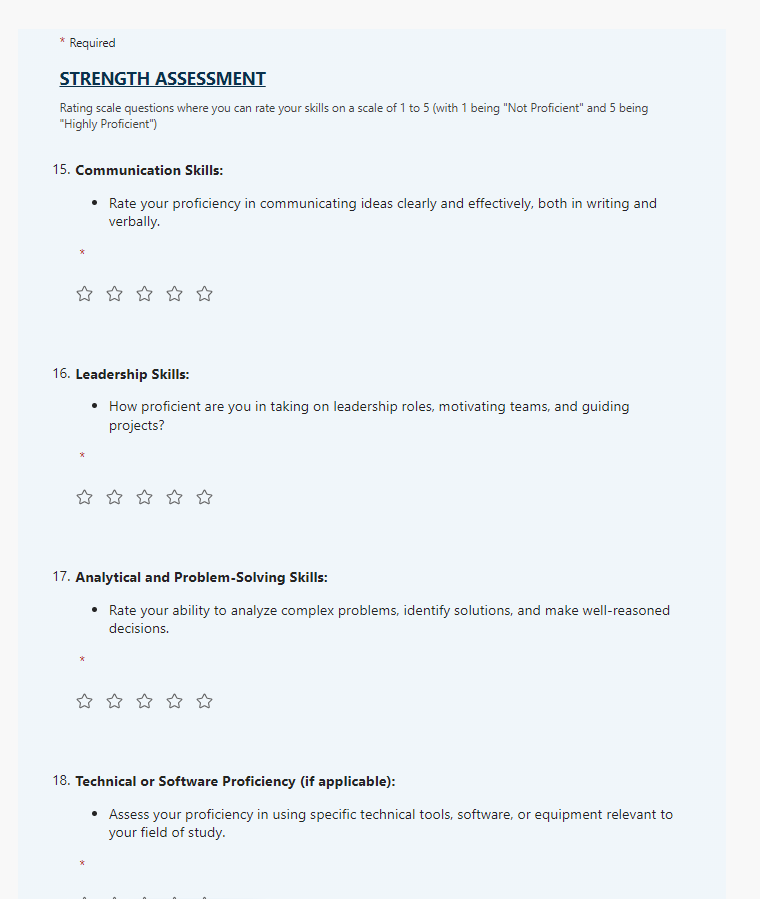 * Required
STRENGTH ASSESSMENT
Rating scale questions where you can rate your skills on a scale of 1 to 5 (with 1 being "Not Proficient" and 5 being
"Highly Proficient")
15. Communication Skills:
• Rate your proficiency in communicating ideas clearly and effectively, both in writing and
verbally.
*
16. Leadership Skills:
• How proficient are you in taking on leadership roles, motivating teams, and guiding
projects?
*
17. Analytical and Problem-Solving Skills:
• Rate your ability to analyze complex problems, identify solutions, and make well-reasoned
decisions.
*
18. Technical or Software Proficiency (if applicable):
• Assess your proficiency in using specific technical tools, software, or equipment relevant to
your field of study.
*